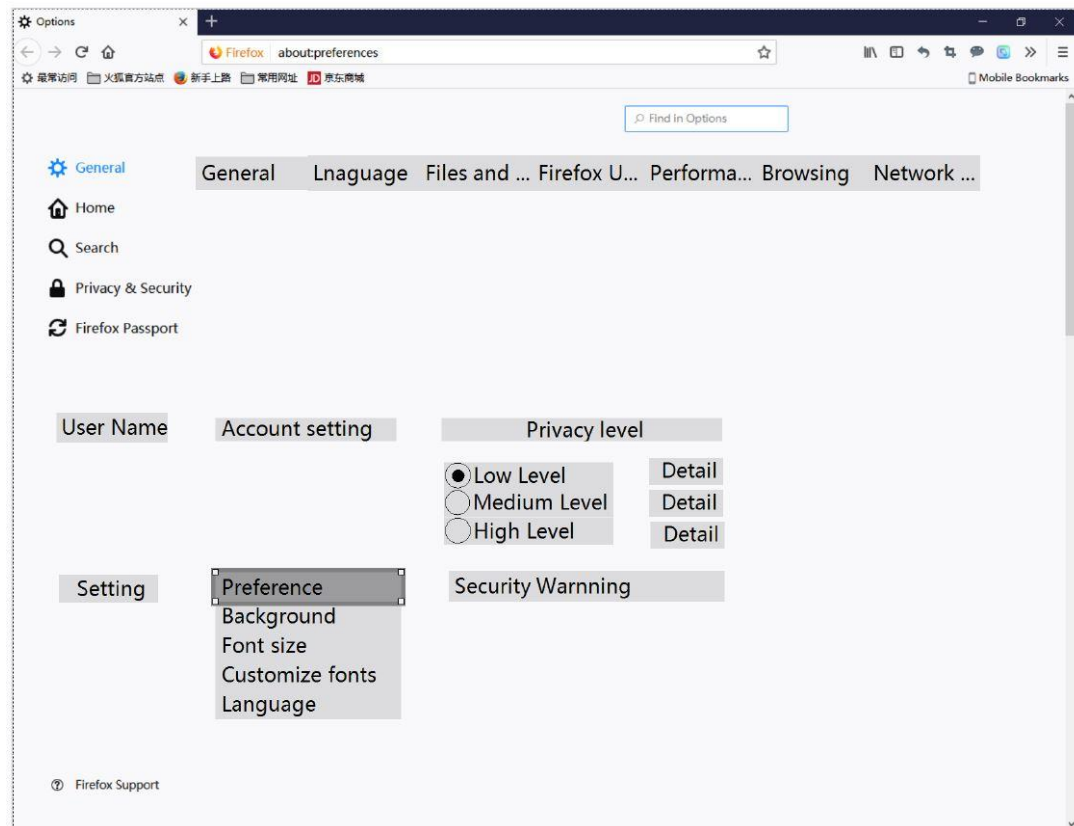 Options
Firefox about:preferences
最常访问 火狐官方站点 新手上路 常用网址 JD 京东商城 Mobile Bookmarks
Find in Options
General
General Lnaguage Files and ... Firefox U... Performa... Browsing Network ...
Home
Search
Privacy & Security
Firefox Passport
User Name Account setting Privacy level
Low Level Detail
Medium Level Detail
High Level Detail
Setting Preference Security Warnning
Background
Font size
Customize fonts
Language
Firefox Support